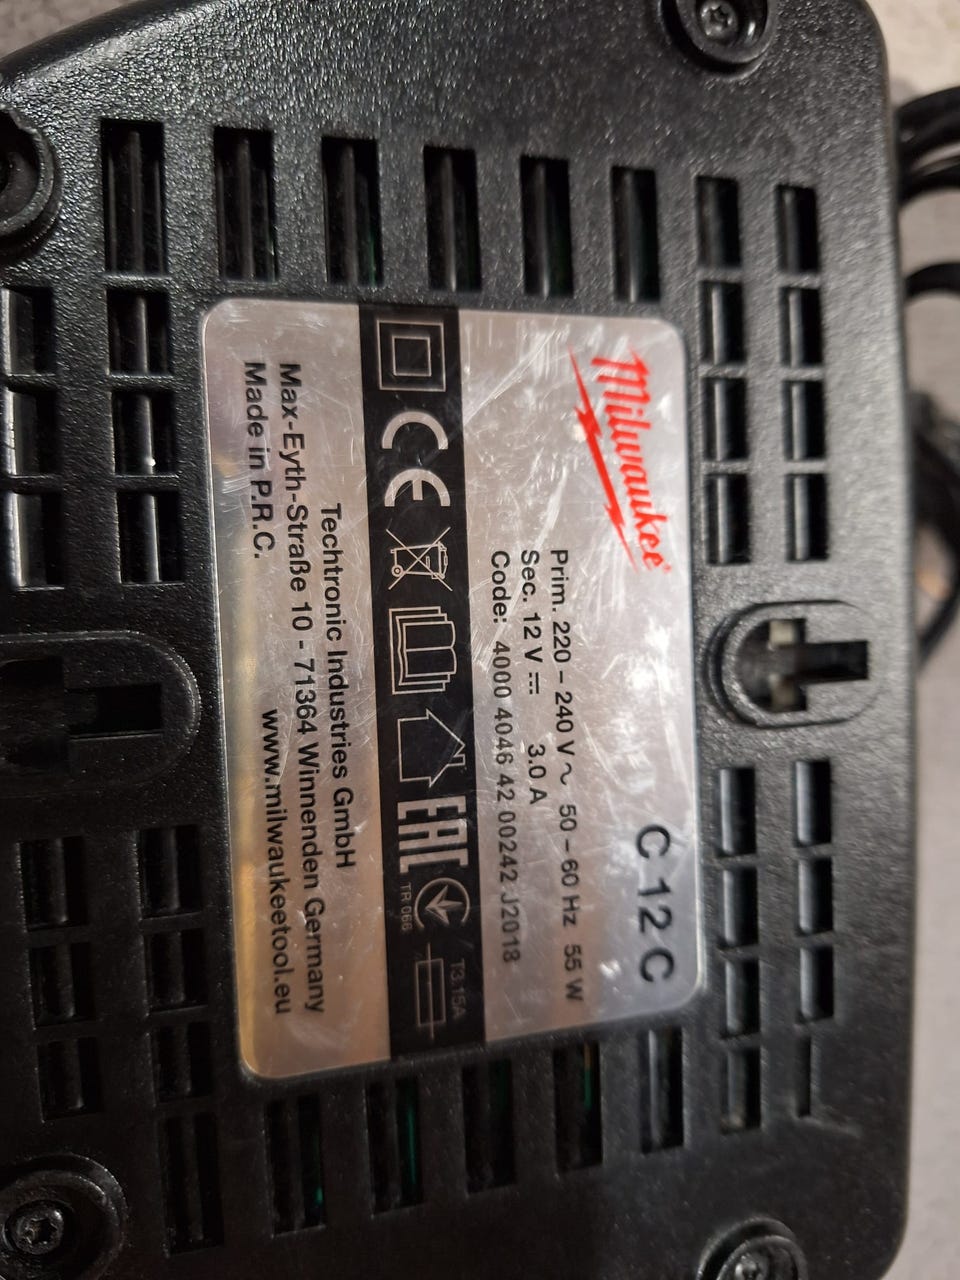 Milwaukee
C 12 C
Prim. 220 – 240 V ~ 50 – 60 Hz 55 W
Sec. 12 V ⎓ 3.0 A
Code: 4000 4046 42 00242 J2018
CE
EAC
TR 066
T3.15A
Techtronic Industries GmbH
Max-Eyth-Straße 10 - 71364 Winnenden Germany
Made in P.R.C. www.milwaukeetool.eu